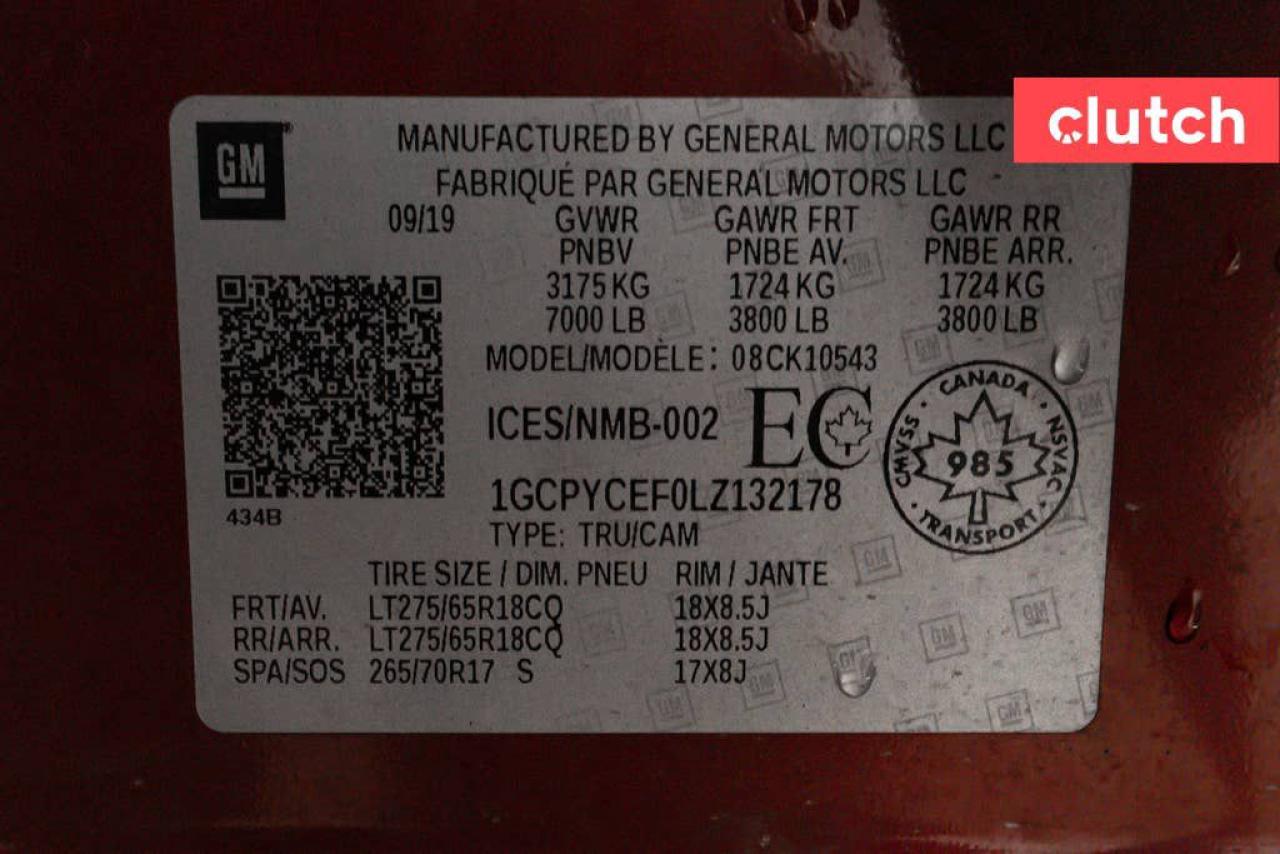 clutch
GM
MANUFACTURED BY GENERAL MOTORS LLC
FABRIQUÉ PAR GENERAL MOTORS LLC
09/19 GVWR GAWR FRT GAWR RR
PNBV PNBE AV. PNBE ARR.
3175 KG 1724 KG 1724 KG
7000 LB 3800 LB 3800 LB
MODEL/MODÈLE: 08CK10543
ICES/NMB-002 EC
CANADA · NSVAC · TRANSPORT · CMVSS ·
985
1GCPYCEF0LZ132178
434B
TYPE: TRU/CAM
TIRE SIZE / DIM. PNEU RIM / JANTE
FRT/AV. LT275/65R18CQ 18X8.5J
RR/ARR. LT275/65R18CQ 18X8.5J
SPA/SOS 265/70R17 S 17X8J